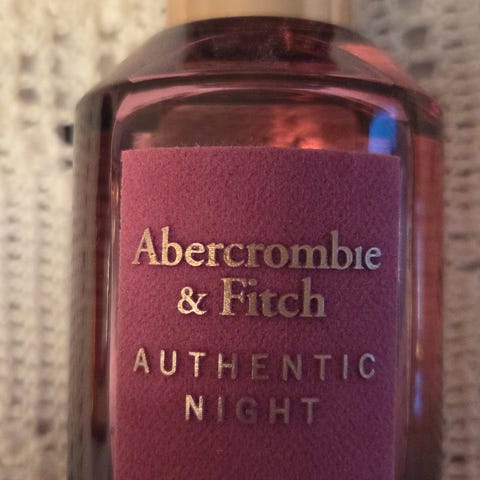 Abercrombie
& Fitch
AUTHENTIC
NIGHT